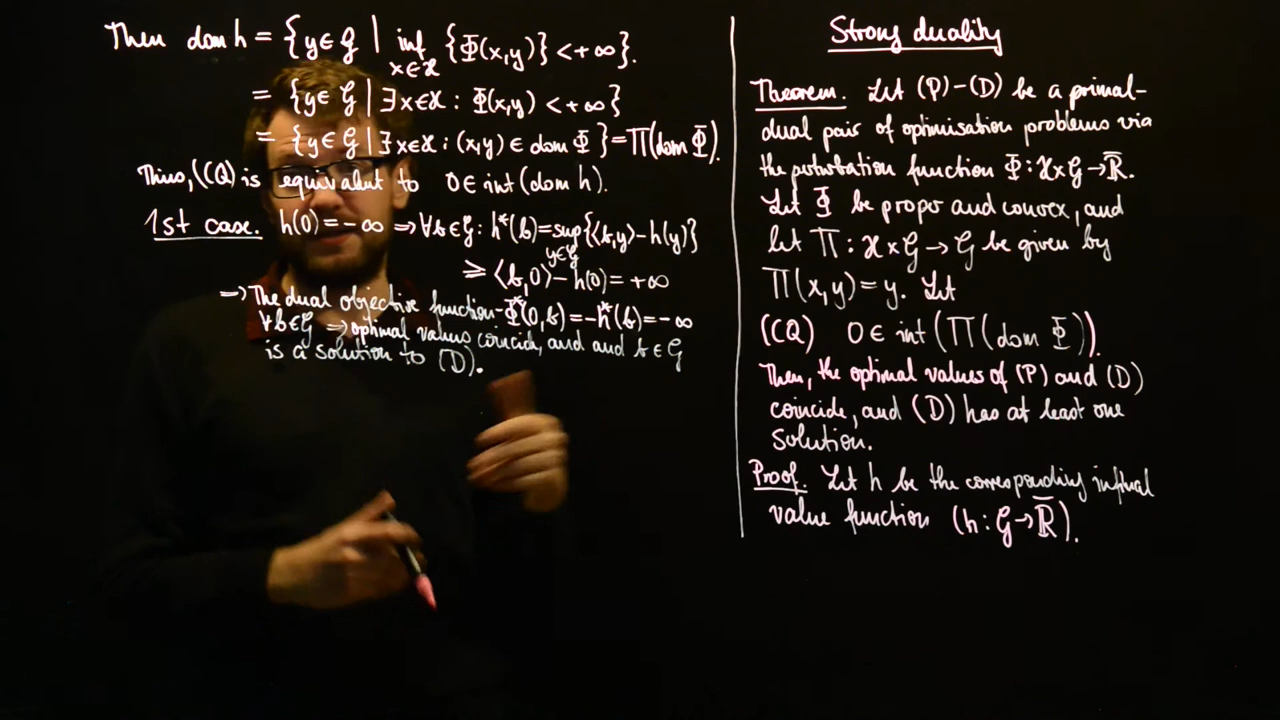 Then dom h = {y ∈ 𝒢 | inf_{x∈𝓗} {Φ(x,y)} < +∞}.
= {y ∈ 𝒢 | ∃ x∈𝓗 : Φ(x,y) < +∞}
= {y ∈ 𝒢 | ∃ x∈𝓗 : (x,y) ∈ dom Φ} = Π(dom Φ).
Thus, (CQ) is equivalent to 0 ∈ int(dom h).
1st case. h(0) = −∞ ⇒ ∀b∈𝒢 : h*(b) = sup_{y∈𝒢} {⟨b,y⟩ − h(y)}
≥ ⟨b,0⟩ − h(0) = +∞
⇒ The dual objective function −Φ*(0,b) = −h*(b) = −∞
∀b∈𝒢 ⇒ optimal values coincide, and and b ∈ 𝒢
is a solution to (D).
Strong duality
Theorem. Let (P)-(D) be a primal-
dual pair of optimisation problems via
the perturbation function Φ : 𝓗×𝒢 → ℝ̄.
Let Φ be proper and convex, and
let Π : 𝓗×𝒢 → 𝒢 be given by
Π(x,y) = y. Let
(CQ) 0 ∈ int(Π(dom Φ)).
Then, the optimal values of (P) and (D)
coincide, and (D) has at least one
solution.
Proof. Let h be the corresponding infimal
value function (h : 𝒢 → ℝ̄).